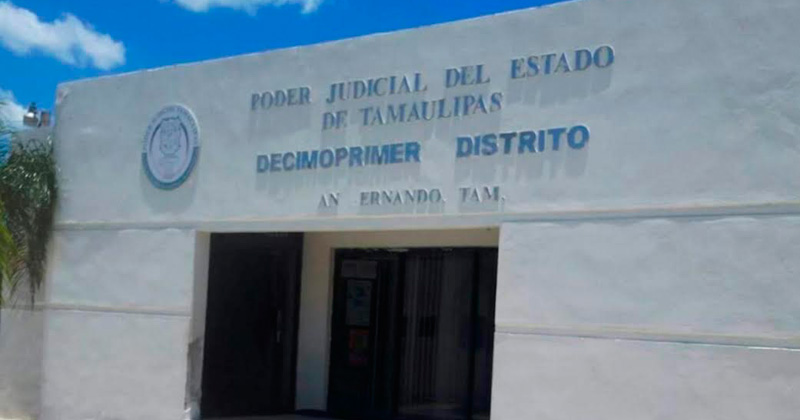 PODER JUDICIAL DEL ESTADO
DE TAMAULIPAS
DECIMOPRIMER DISTRITO
AN ERNANDO, TAM.